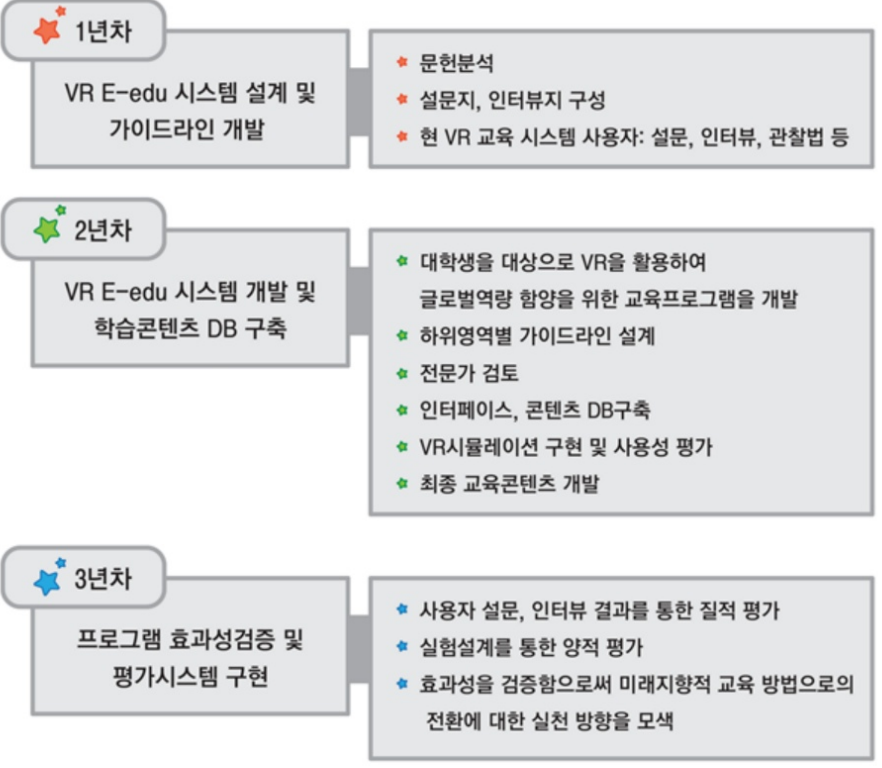 1년차
VR E-edu 시스템 설계 및
가이드라인 개발
문헌분석
설문지, 인터뷰지 구성
현 VR 교육 시스템 사용자: 설문, 인터뷰, 관찰법 등
2년차
VR E-edu 시스템 개발 및
학습콘텐츠 DB 구축
대학생을 대상으로 VR을 활용하여
글로벌역량 함양을 위한 교육프로그램을 개발
하위영역별 가이드라인 설계
전문가 검토
인터페이스, 콘텐츠 DB구축
VR시뮬레이션 구현 및 사용성 평가
최종 교육콘텐츠 개발
3년차
프로그램 효과성검증 및
평가시스템 구현
사용자 설문, 인터뷰 결과를 통한 질적 평가
실험설계를 통한 양적 평가
효과성을 검증함으로써 미래지향적 교육 방법으로의
전환에 대한 실천 방향을 모색